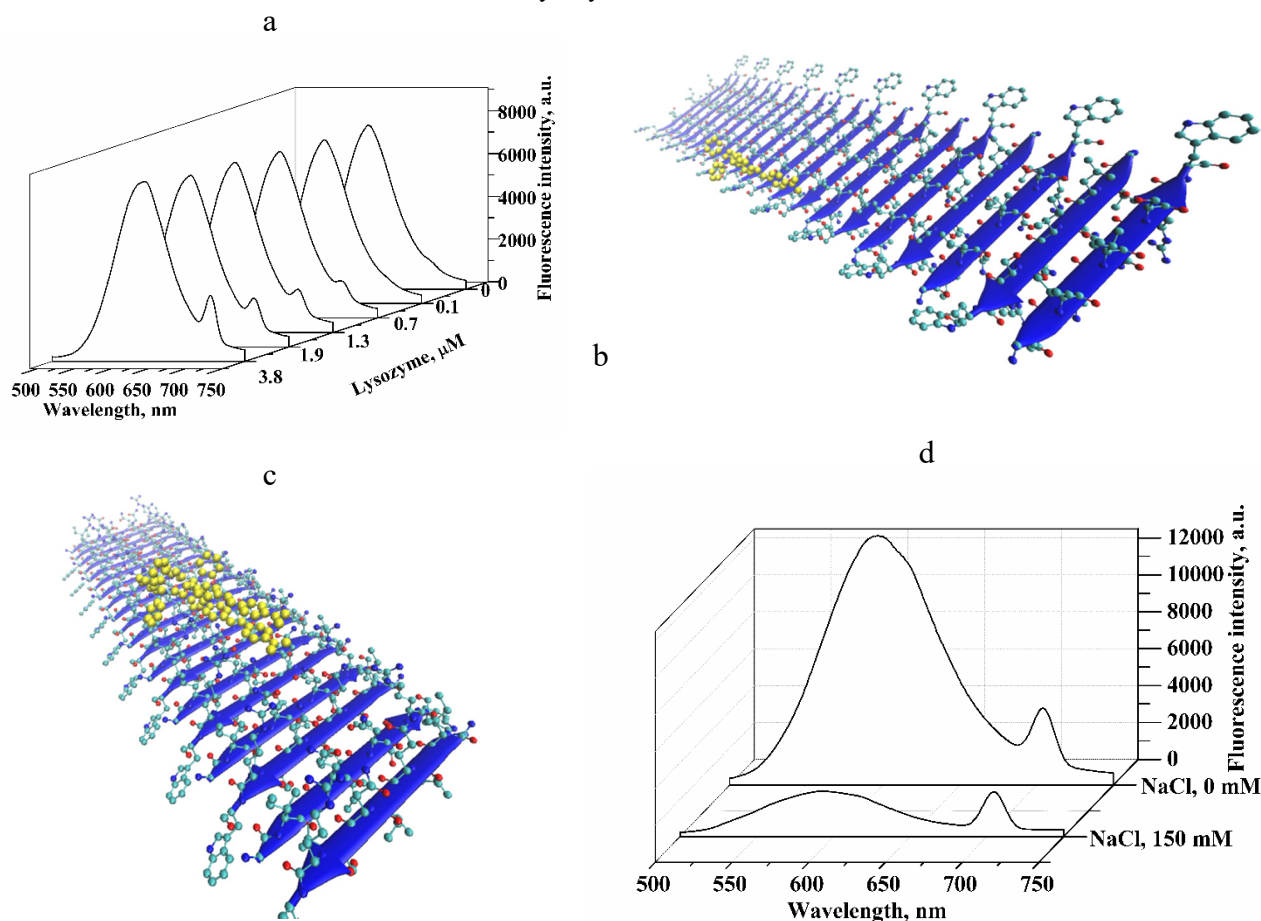 a
8000
6000
4000
2000
0
Fluorescence intensity, a.u.
0
0.1
0.7
1.3
1.9
3.8
Lysozyme, μM
500 550 600 650 700 750
Wavelength, nm
b
c
d
12000
10000
8000
6000
4000
2000
0
Fluorescence intensity, a.u.
NaCl, 0 mM
NaCl, 150 mM
500 550 600 650 700 750
Wavelength, nm